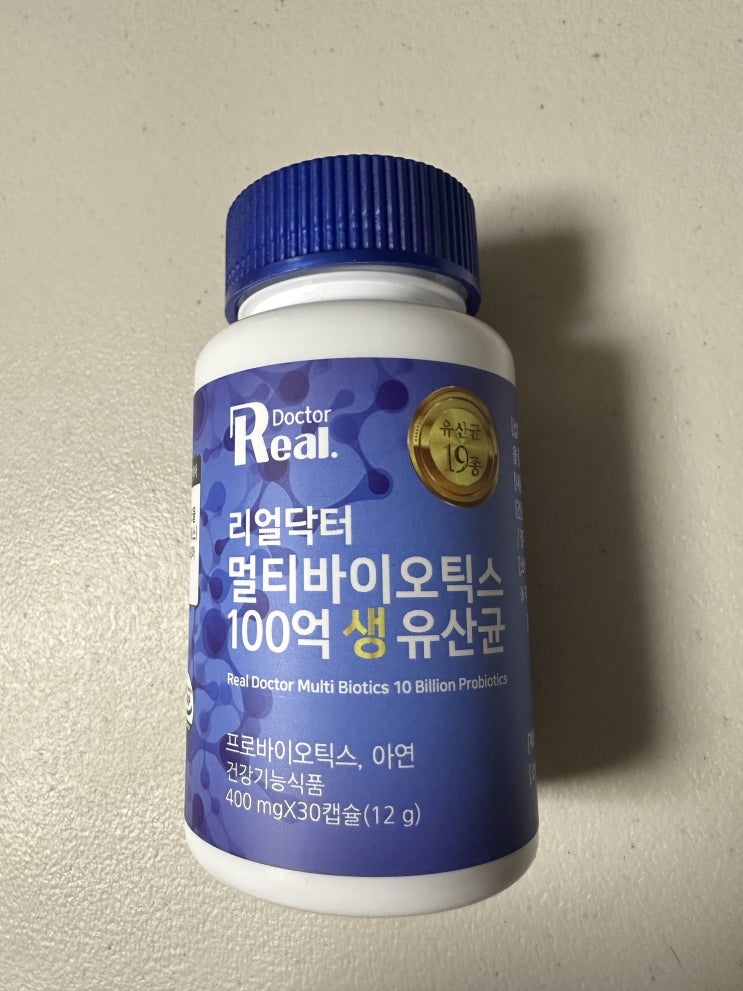 Doctor
Real.
유산균
19종
리얼닥터
멀티바이오틱스
100억 생 유산균
Real Doctor Multi Biotics 10 Billion Probiotics
프로바이오틱스, 아연
건강기능식품
400 mgX30캡슐(12 g)